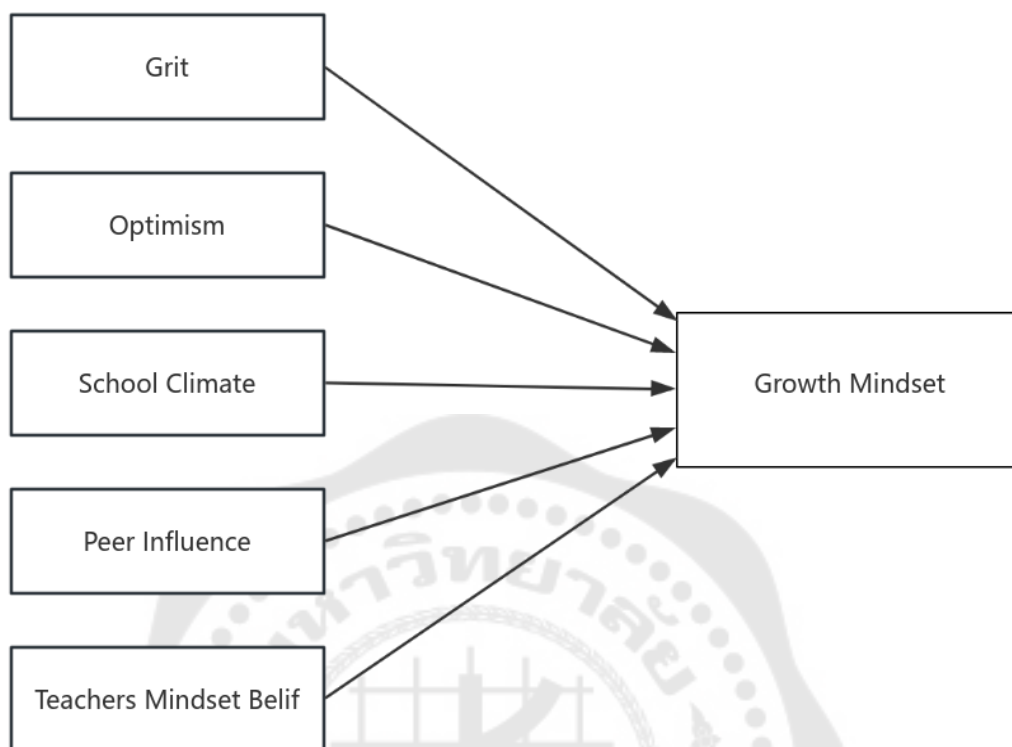 Grit
Optimism
School Climate
Growth Mindset
Peer Influence
Teachers Mindset Belif